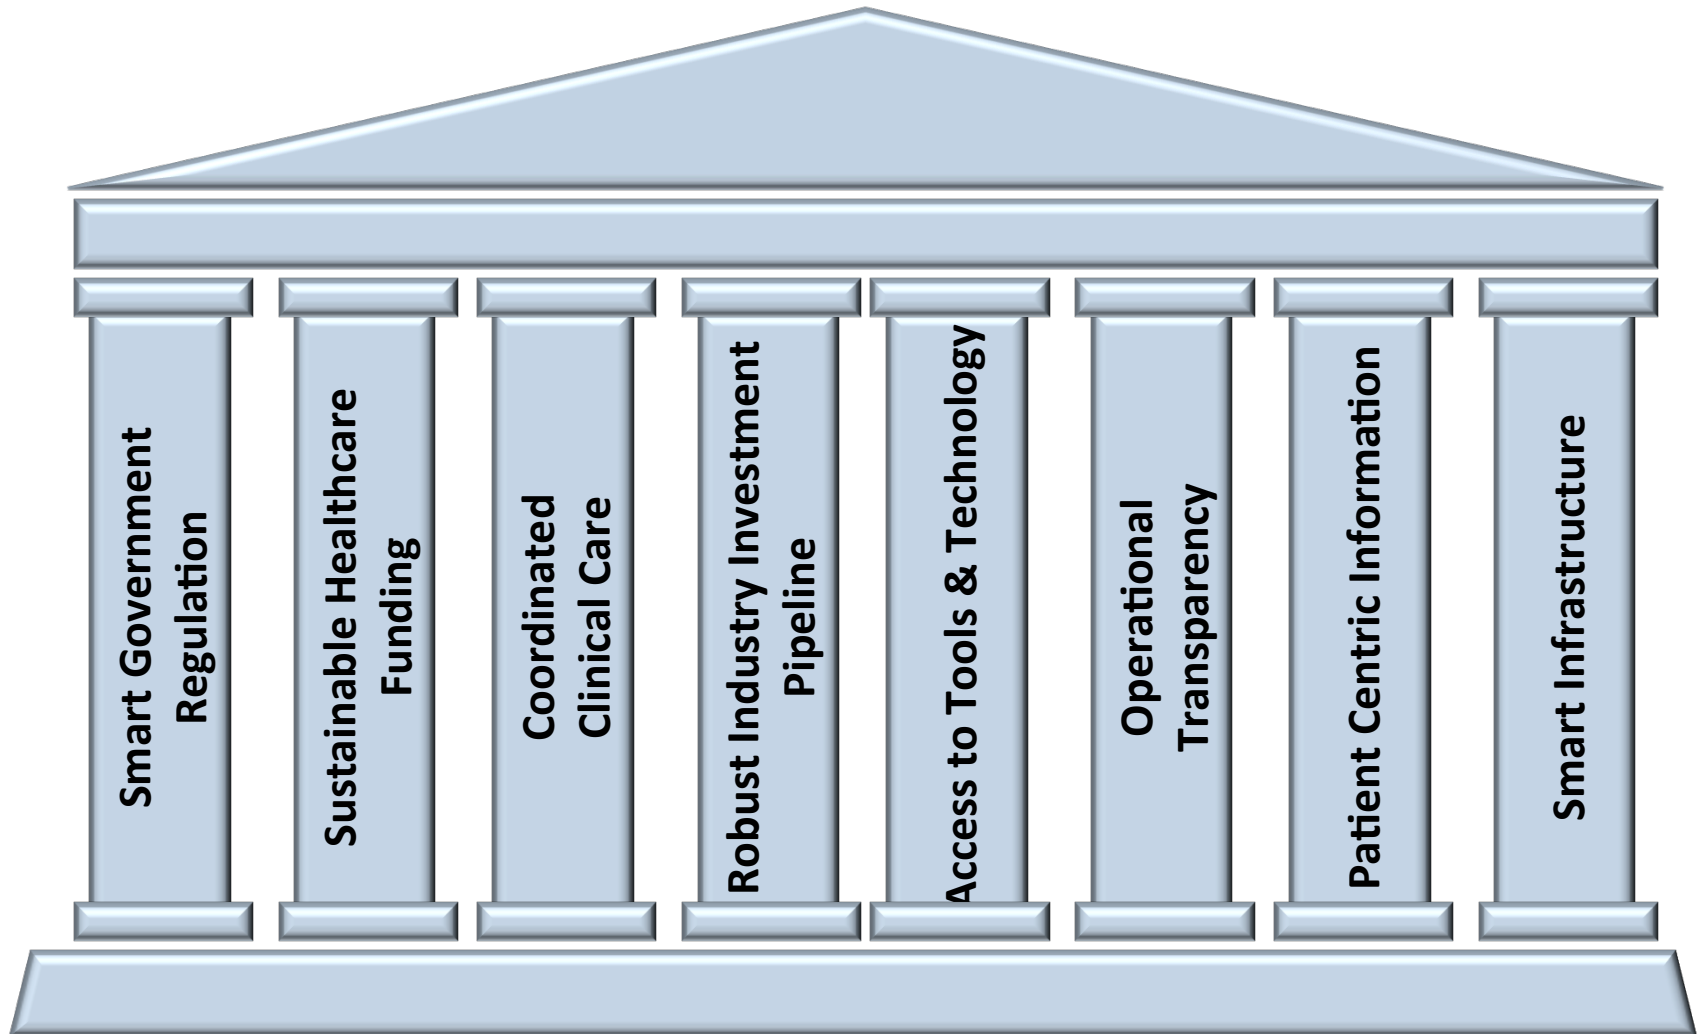 Smart Government
Regulation
Sustainable Healthcare
Funding
Coordinated
Clinical Care
Robust Industry Investment
Pipeline
Access to Tools & Technology
Operational
Transparency
Patient Centric Information
Smart Infrastructure